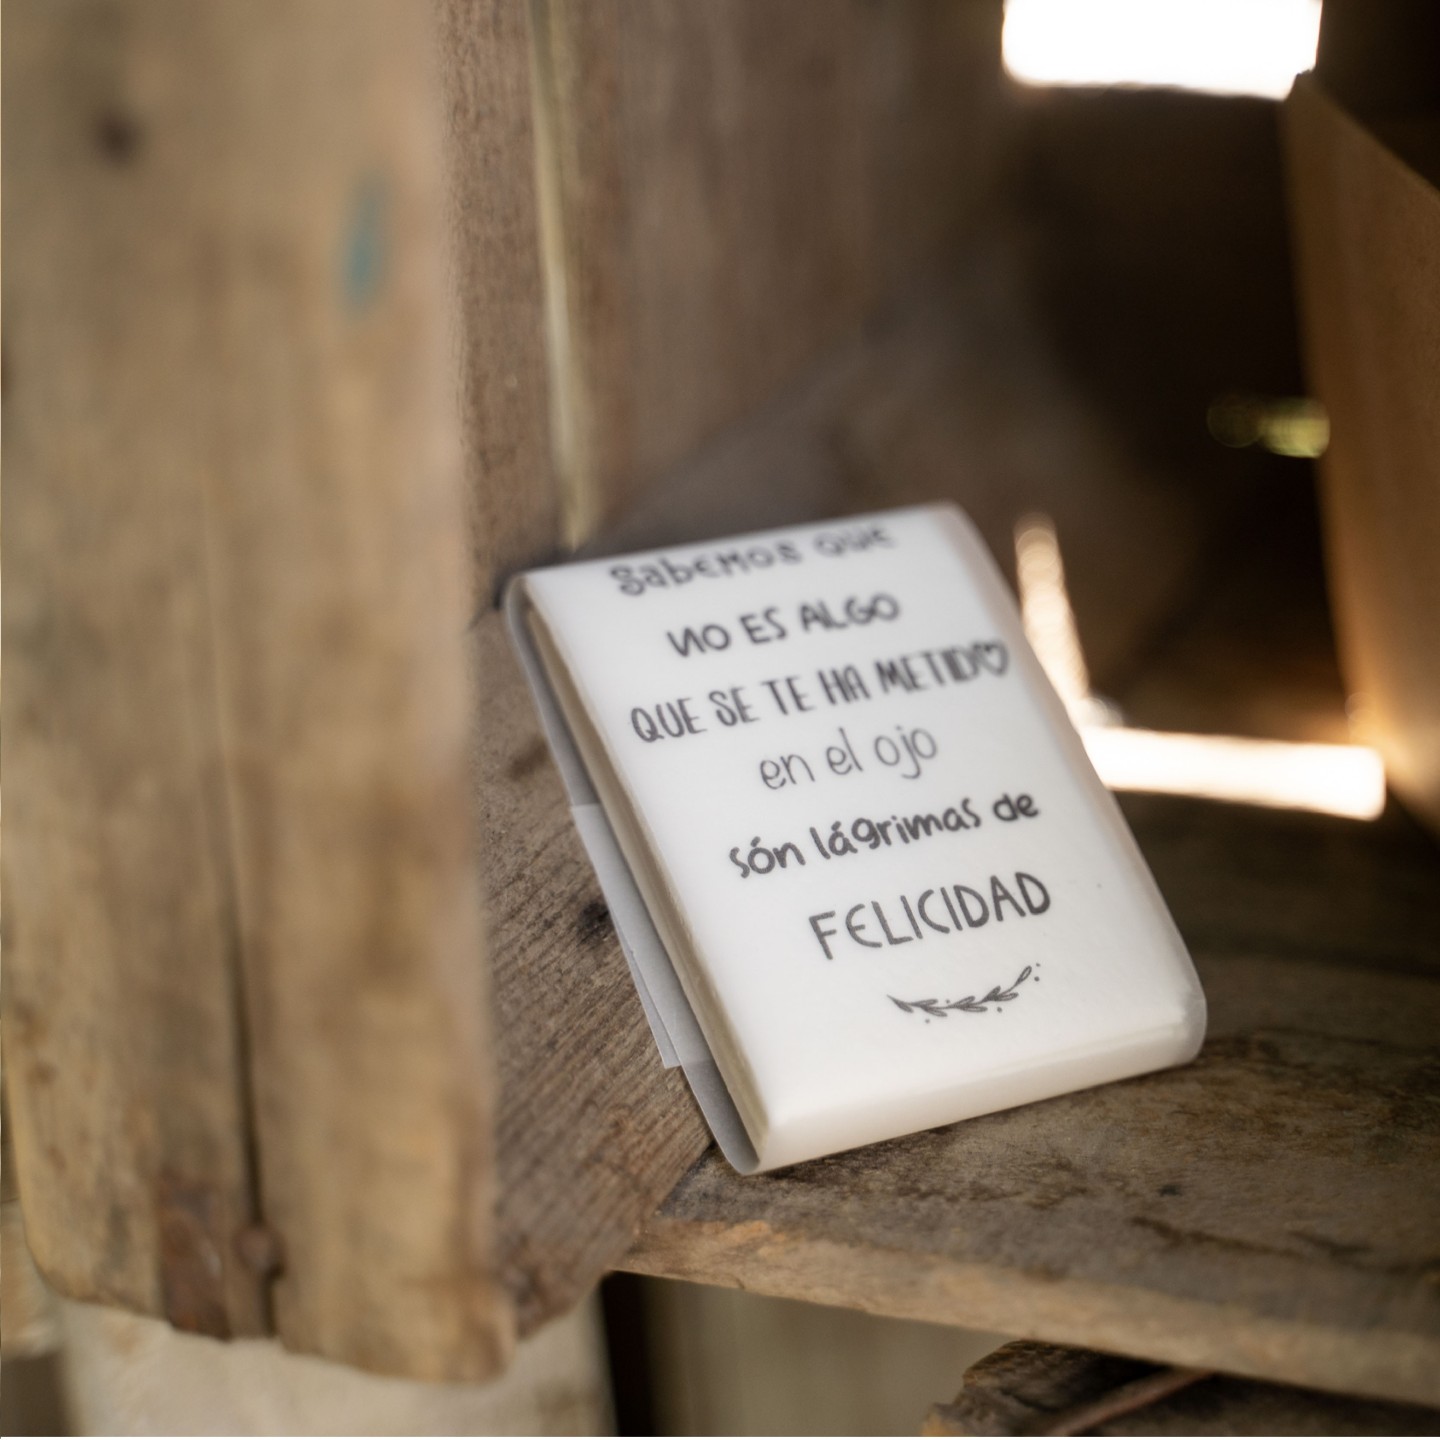 Sabemos que
NO ES ALGO
QUE SE TE HA METIDO
en el ojo
són lágrimas de
FELICIDAD